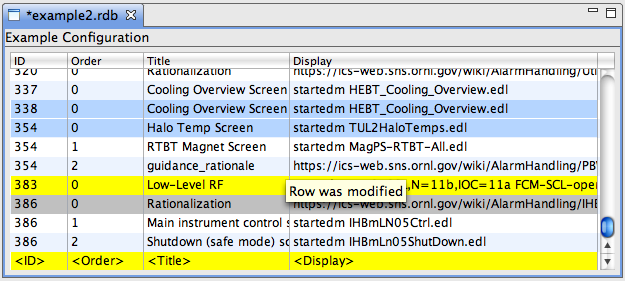 *example2.rdb
Example Configuration
ID Order Title Display
320 0 Rationalization https://ics-web.sns.ornl.gov/wiki/AlarmHandling/Uti
337 0 Cooling Overview Screen startedm HEBT_Cooling_Overview.edl
338 0 Cooling Overview Screen startedm HEBT_Cooling_Overview.edl
354 0 Halo Temp Screen startedm TUL2HaloTemps.edl
354 1 RTBT Magnet Screen startedm MagPS-RTBT-All.edl
354 2 guidance_rationale https://ics-web.sns.ornl.gov/wiki/AlarmHandling/PB
383 0 Low-Level RF ,N=11b,IOC=11a FCM-SCL-ope
Row was modified
386 0 Rationalization https://ics-web.sns.ornl.gov/wiki/AlarmHandling/IHE
386 1 Main instrument control s startedm IHBmLN05Ctrl.edl
386 2 Shutdown (safe mode) sc startedm IHBmLn05ShutDown.edl
<ID> <Order> <Title> <Display>